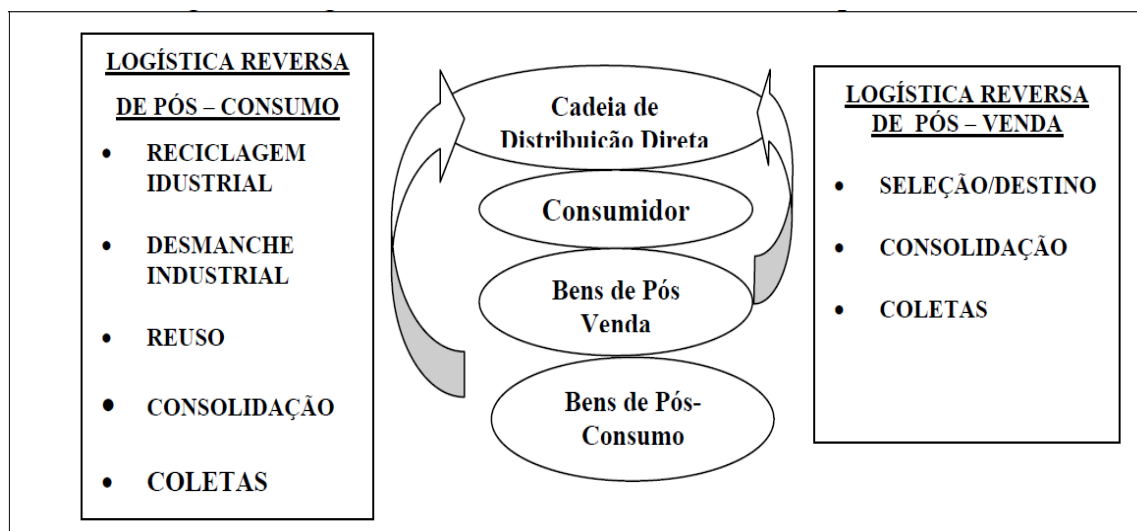 LOGÍSTICA REVERSA
DE PÓS – CONSUMO
• RECICLAGEM
IDUSTRIAL
• DESMANCHE
INDUSTRIAL
• REUSO
• CONSOLIDAÇÃO
• COLETAS
Cadeia de
Distribuição Direta
Consumidor
Bens de Pós
Venda
Bens de Pós-
Consumo
LOGÍSTICA REVERSA
DE PÓS – VENDA
• SELEÇÃO/DESTINO
• CONSOLIDAÇÃO
• COLETAS